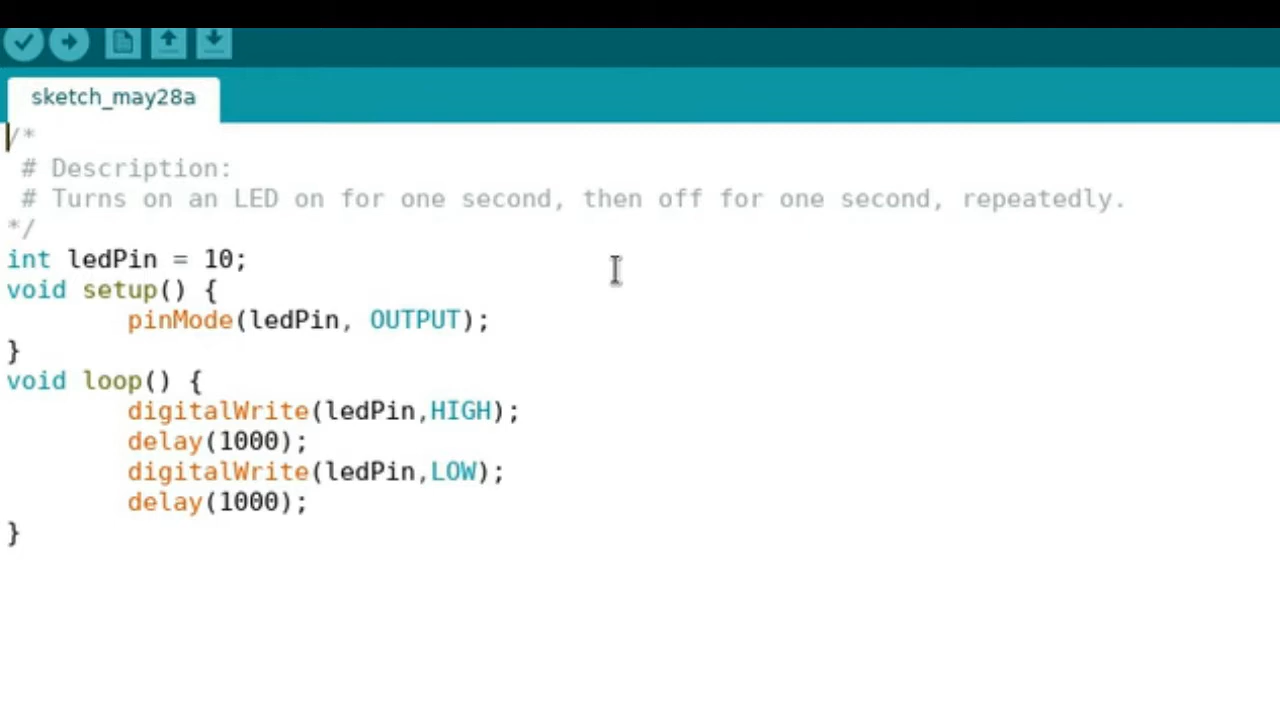 sketch_may28a
/*
# Description:
# Turns on an LED on for one second, then off for one second, repeatedly.
*/
int ledPin = 10;
void setup() {
pinMode(ledPin, OUTPUT);
}
void loop() {
digitalWrite(ledPin,HIGH);
delay(1000);
digitalWrite(ledPin,LOW);
delay(1000);
}